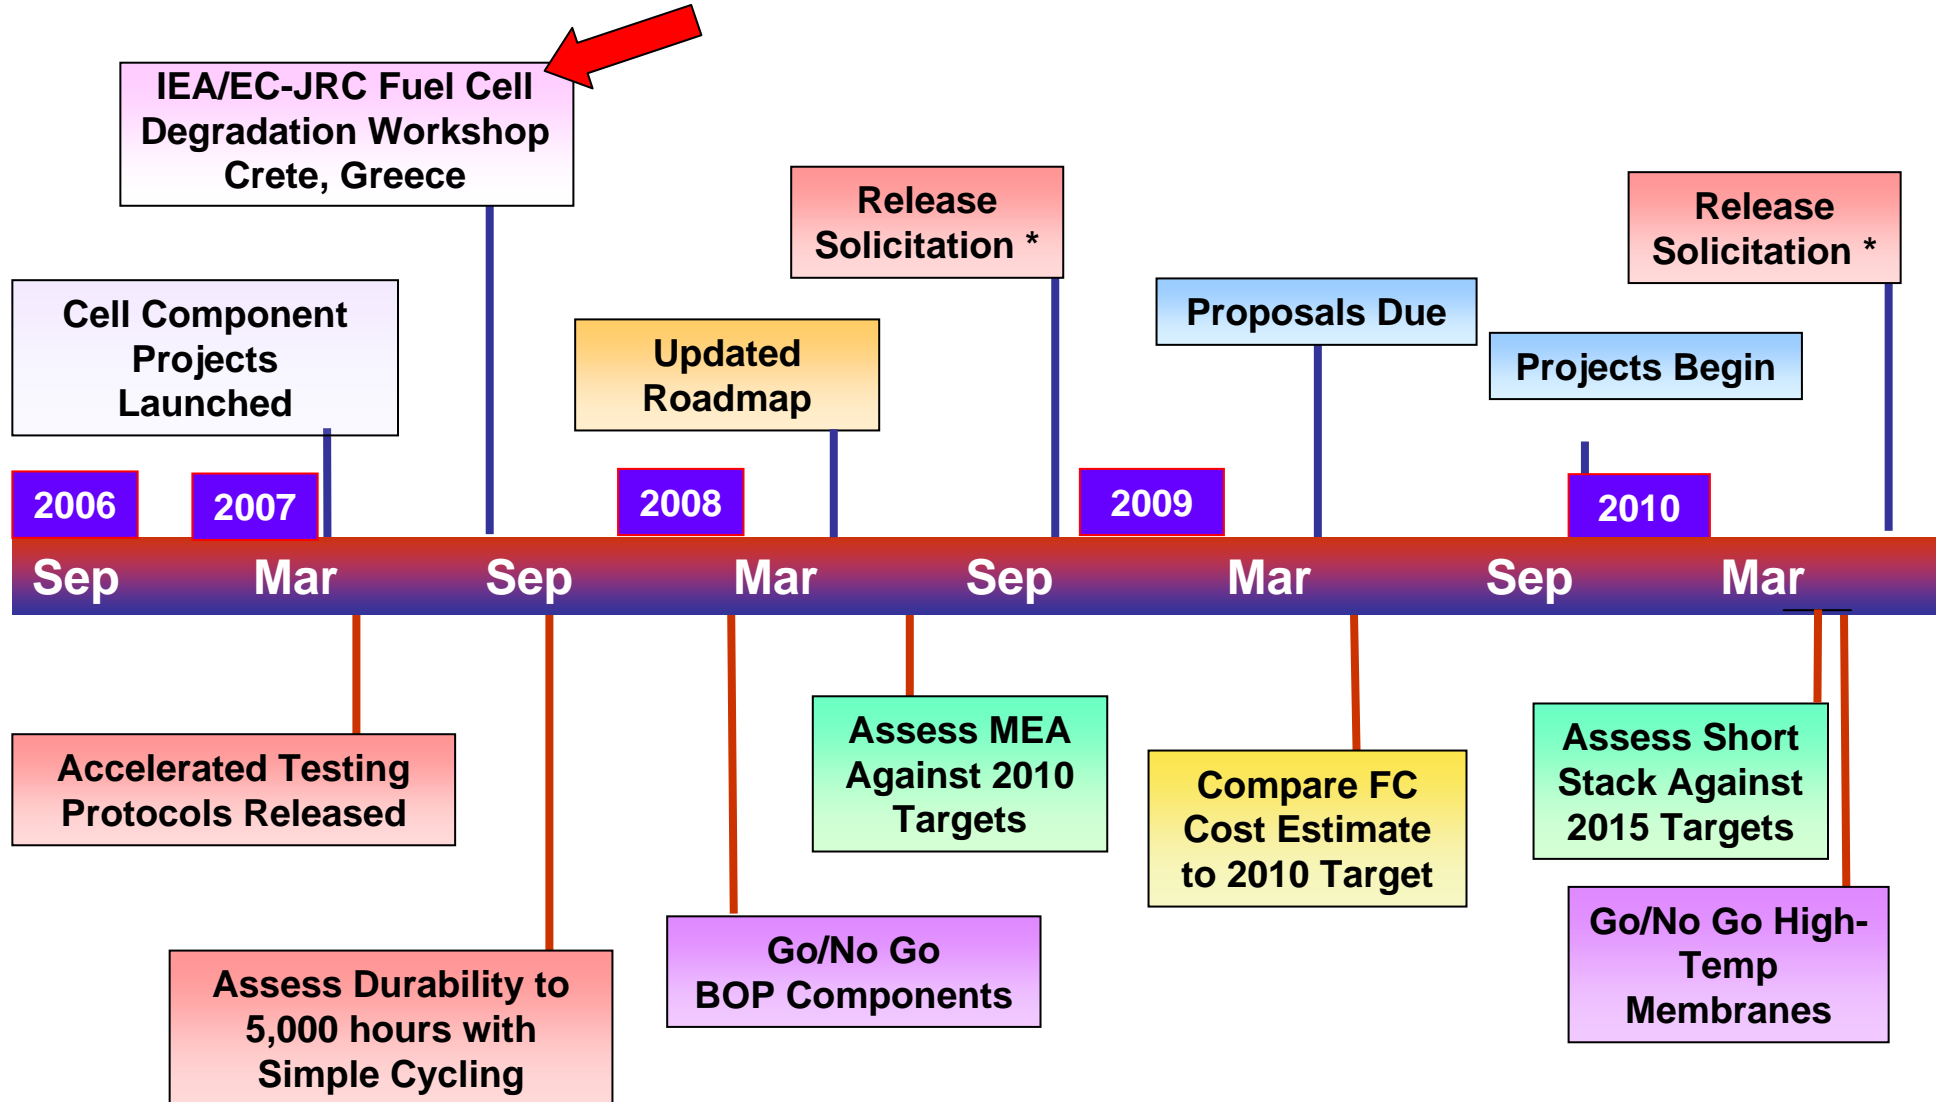 IEA/EC-JRC Fuel Cell
Degradation Workshop
Crete, Greece
Release
Solicitation *
Release
Solicitation *
Cell Component
Projects
Launched
Updated
Roadmap
Proposals Due
Projects Begin
2006
2007
2008
2009
2010
Sep Mar Sep Mar Sep Mar Sep Mar
Accelerated Testing
Protocols Released
Assess MEA
Against 2010
Targets
Compare FC
Cost Estimate
to 2010 Target
Assess Short
Stack Against
2015 Targets
Assess Durability to
5,000 hours with
Simple Cycling
Go/No Go
BOP Components
Go/No Go High-
Temp
Membranes